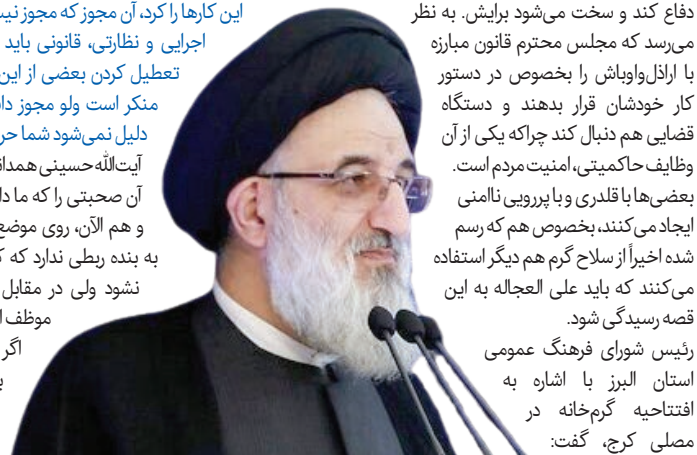 دفاع کند و سخت می‌شود برایش. به نظر
می‌رسد که مجلس محترم قانون مبارزه
با اراذل‌واوباش را بخصوص در دستور
کار خودشان قرار بدهند و دستگاه
قضایی هم دنبال کند چراکه یکی از آن
وظایف حاکمیتی، امنیت مردم است.
بعضی‌ها با قلدری و با پررویی ناامنی
ایجاد می‌کنند، بخصوص هم که رسم
شده اخیراً از سلاح گرم هم دیگر استفاده
می‌کنند که باید علی العجاله به این
قصه رسیدگی شود.
رئیس شورای فرهنگ عمومی
استان البرز با اشاره به
افتتاحیه گرم‌خانه در
مصلی کرج، گفت:
این کارها را کرد، آن مجوز که مجوز
اجرایی و نظارتی، قانونی باید
تعطیل کردن بعضی از این
منکر است ولو مجوز
دلیل نمی‌شود شما
آیت‌الله‌حسینی
آن صحبتی را که ما
و هم الآن، روی موضع
به بنده ربطی ندارد که
نشود ولی در مقابل
موظف
اگر